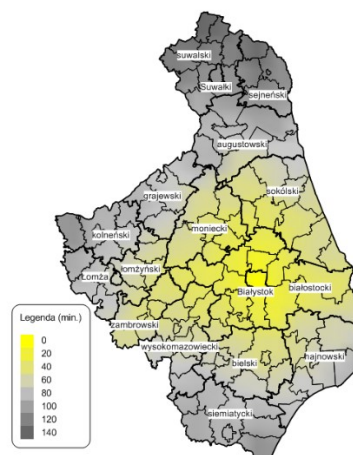 suwalski
Suwałki
sejneński
augustowski
grajewski
sokólski
moniecki
kolneński
Łomża
łomżyński
Białystok
białostocki
zambrowski
wysokomazowiecki
bielski
hajnowski
siemiatycki
Legenda (min.)
0
20
40
60
80
100
120
140